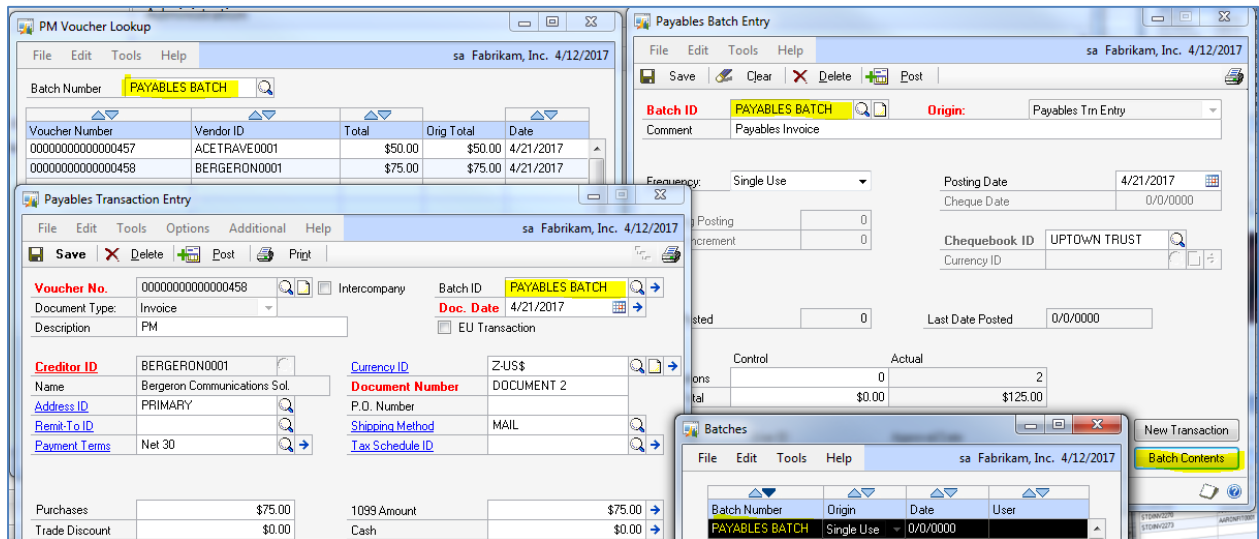 PM Voucher Lookup
File Edit Tools Help sa Fabrikam, Inc. 4/12/2017
Batch Number PAYABLES BATCH
Voucher Number Vendor ID Total Orig Total Date
00000000000000457 ACETRAVE0001 $50.00 $50.00 4/21/2017
00000000000000458 BERGERON0001 $75.00 $75.00 4/21/2017
Payables Batch Entry
File Edit Tools Help sa Fabrikam, Inc. 4/12/2017
Save Clear Delete Post
Batch ID PAYABLES BATCH Origin: Payables Trn Entry
Comment Payables Invoice
Frequency: Single Use Posting Date 4/21/2017
Cheque Date 0/0/0000
Posting 0
ncrement 0 Chequebook ID UPTOWN TRUST
Currency ID
sted 0 Last Date Posted 0/0/0000
Control Actual
ons 0 2
tal $0.00 $125.00
New Transaction
Batch Contents
Payables Transaction Entry
File Edit Tools Options Additional Help sa Fabrikam, Inc. 4/12/2017
Save Delete Post Print
Voucher No. 00000000000000458 Intercompany Batch ID PAYABLES BATCH
Document Type: Invoice Doc. Date 4/21/2017
Description PM EU Transaction
Creditor ID BERGERON0001 Currency ID Z-US$
Name Bergeron Communications Sol. Document Number DOCUMENT 2
Address ID PRIMARY P.O. Number
Remit-To ID Shipping Method MAIL
Payment Terms Net 30 Tax Schedule ID
Purchases $75.00 1099 Amount $75.00
Trade Discount $0.00 Cash $0.00
Batches
File Edit Tools Help sa Fabrikam, Inc. 4/12/2017
Batch Number Origin Date User
PAYABLES BATCH Single Use 0/0/0000